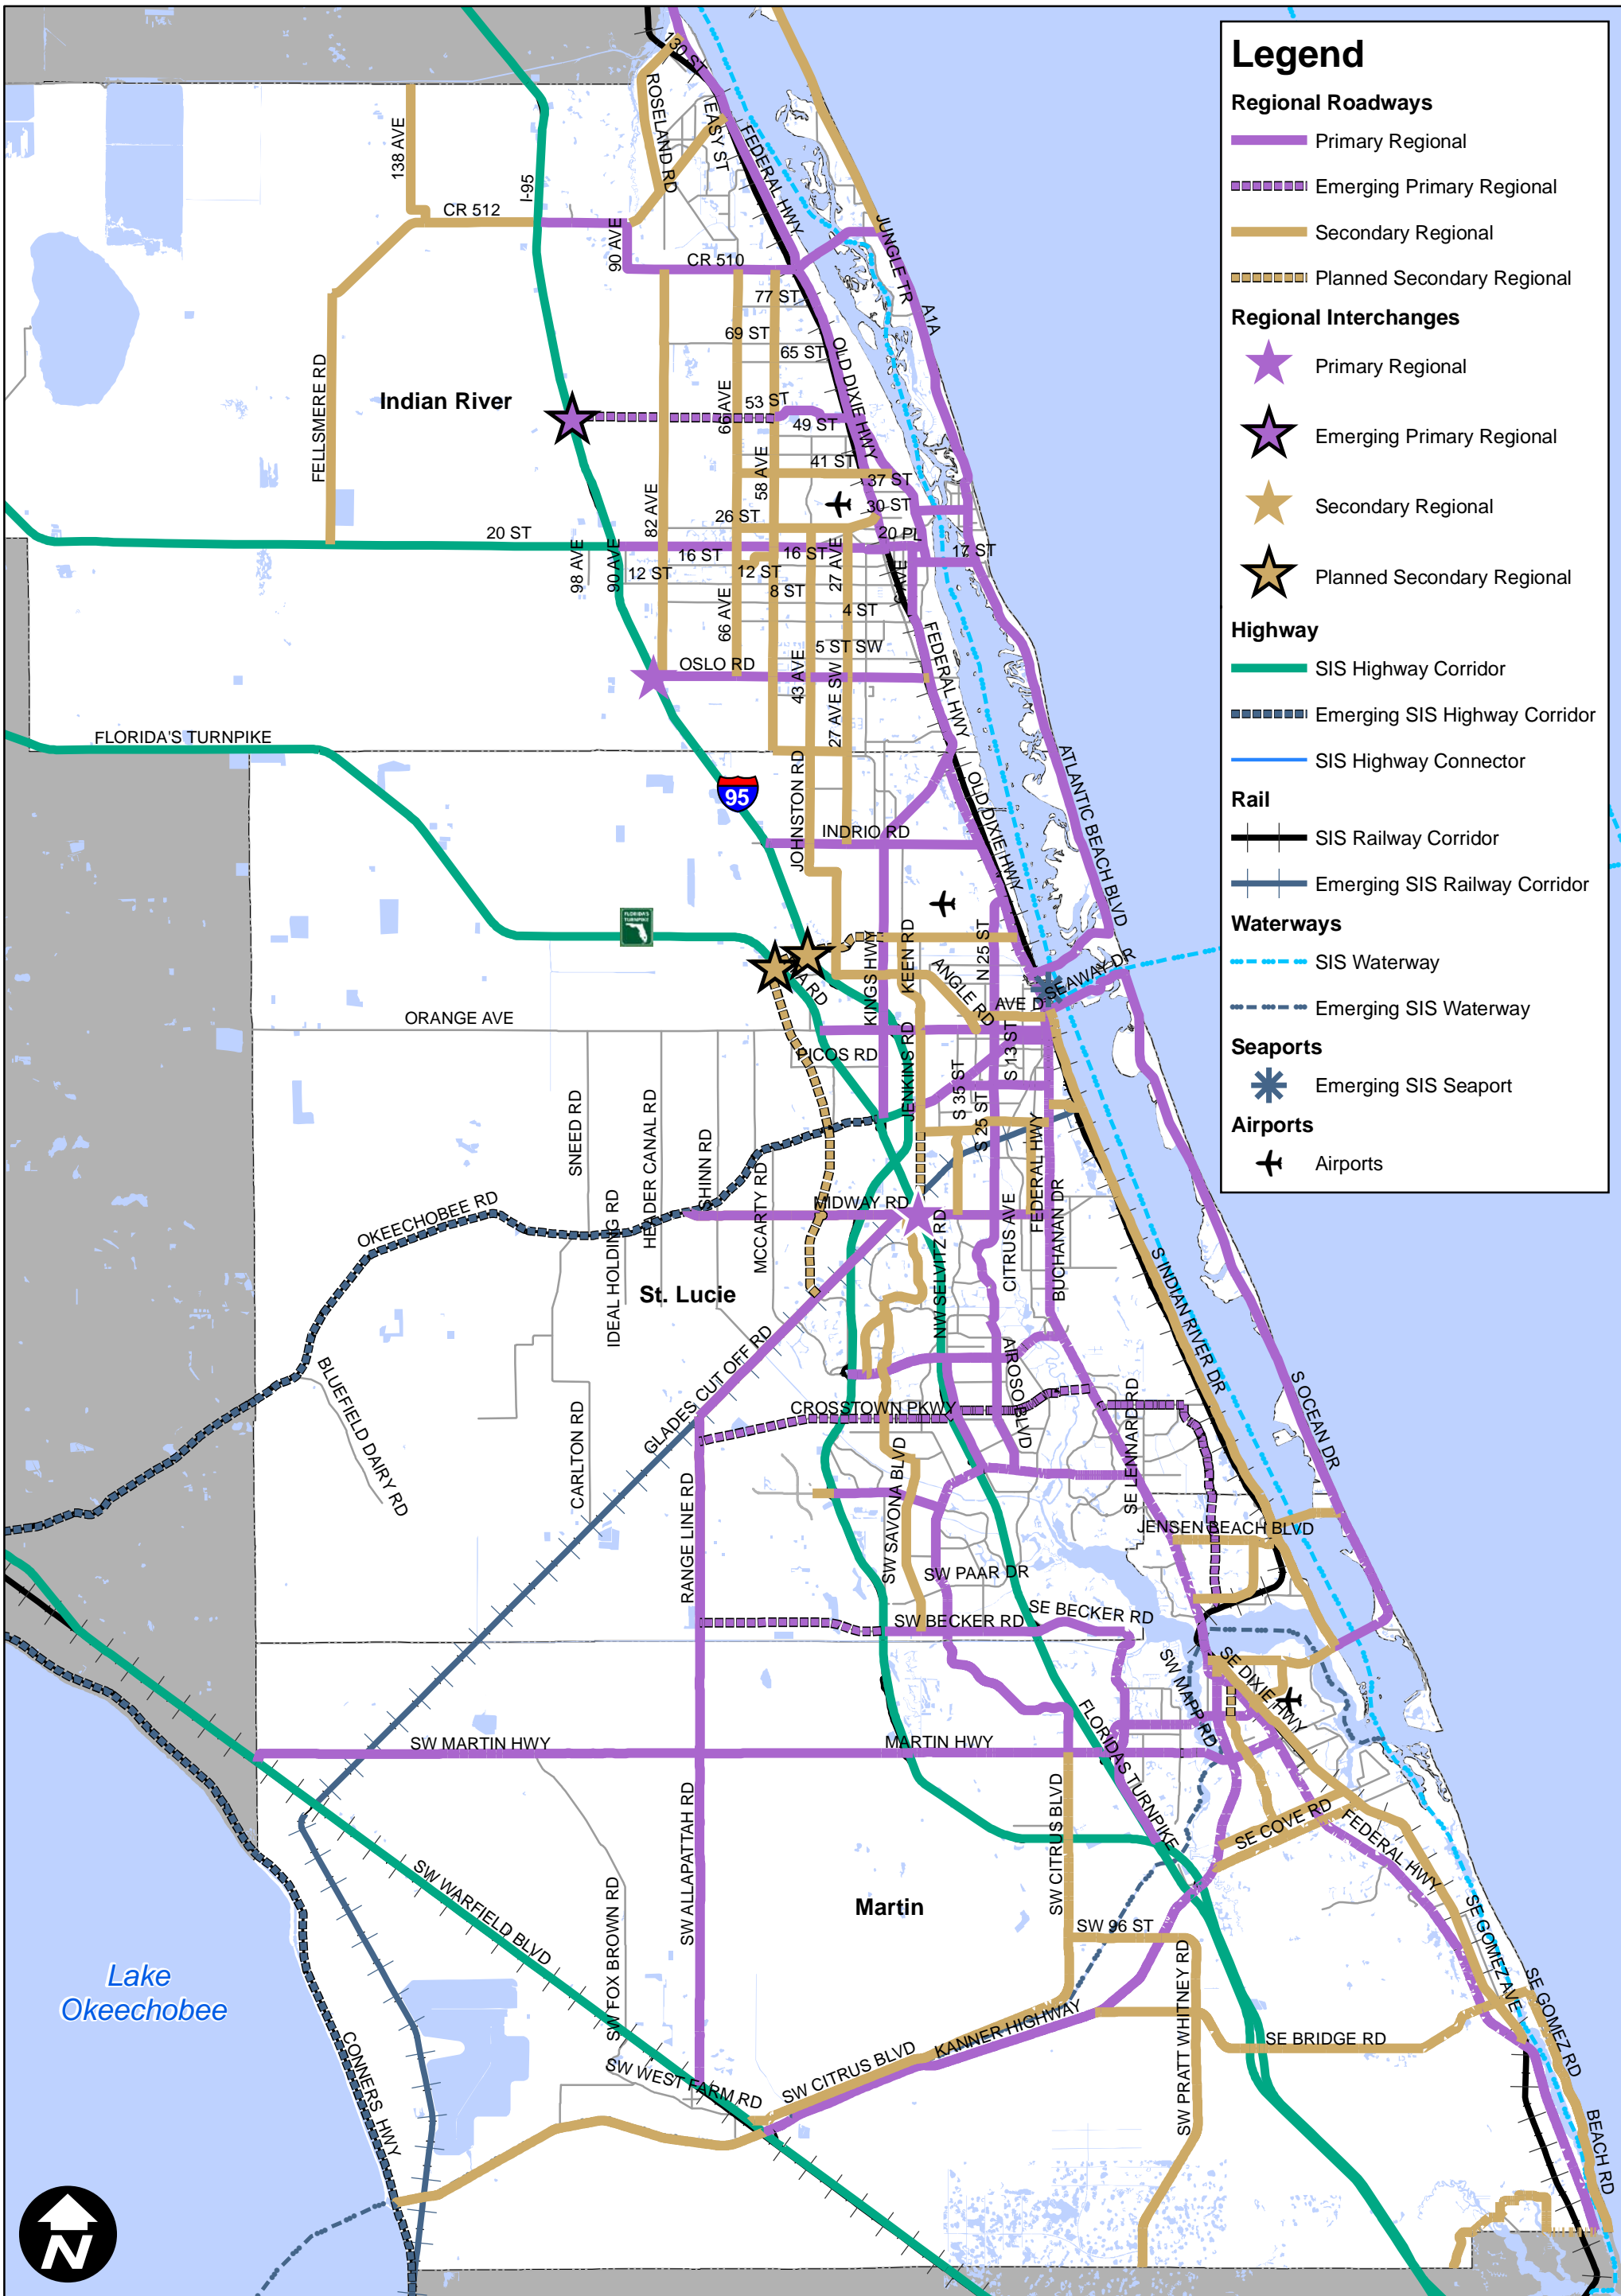 Legend
Regional Roadways
Primary Regional
Emerging Primary Regional
Secondary Regional
Planned Secondary Regional
Regional Interchanges
Primary Regional
Emerging Primary Regional
Secondary Regional
Planned Secondary Regional
Highway
SIS Highway Corridor
Emerging SIS Highway Corridor
SIS Highway Connector
Rail
SIS Railway Corridor
Emerging SIS Railway Corridor
Waterways
SIS Waterway
Emerging SIS Waterway
Seaports
Emerging SIS Seaport
Airports
Airports
130 ST
ROSELAND RD
EASY ST
FEDERAL HWY
138 AVE
I-95
CR 512
90 AVE
CR 510
JUNGLE TR
A1A
77 ST
69 ST
65 ST
OLD DIXIE HWY
FELLSMERE RD
Indian River
66 AVE
53 ST
49 ST
58 AVE
41 ST
37 ST
82 AVE
26 ST
30 ST
20 ST
20 PL
98 AVE
90 AVE
16 ST
16 ST
17 ST
12 ST
12 ST
27 AVE
8 ST
66 AVE
4 ST
5 ST SW
FEDERAL HWY
OSLO RD
43 AVE
27 AVE SW
FLORIDA'S TURNPIKE
95
JOHNSTON RD
INDRIO RD
OLD DIXIE HWY
ATLANTIC BEACH BLVD
FLORIDA'S
TURNPIKE
KINGS HWY
KEEN RD
N 25 ST
ANGLE RD
SEAWAY DR
AVE D
ORANGE AVE
PICOS RD
JENKINS RD
S 13 ST
S 35 ST
S 25 ST
SNEED RD
HEADER CANAL RD
SHINN RD
MCCARTY RD
IDEAL HOLDING RD
OKEECHOBEE RD
MIDWAY RD
FEDERAL HWY
CITRUS AVE
BUCHANAN DR
NW SELVITZ RD
St. Lucie
S INDIAN RIVER DR
S OCEAN DR
BLUEFIELD DAIRY RD
GLADES CUT OFF RD
CARLTON RD
CROSSTOWN PKWY
AIROSO BLVD
SE LENNARD RD
RANGE LINE RD
SW SAVONA BLVD
JENSEN BEACH BLVD
SW PAAR DR
SW BECKER RD
SE BECKER RD
SW MAPP RD
SE DIXIE HWY
SW MARTIN HWY
MARTIN HWY
FLORIDAS TURNPIKE
SW ALLAPATTAH RD
SW CITRUS BLVD
SE COVE RD
FEDERAL HWY
SW WARFIELD BLVD
SW FOX BROWN RD
Martin
SW 96 ST
SW PRATT WHITNEY RD
SE GOMEZ AVE
SE GOMEZ RD
Lake
Okeechobee
CONNERS HWY
SW WEST FARM RD
SW CITRUS BLVD
KANNER HIGHWAY
SE BRIDGE RD
BEACH RD
N